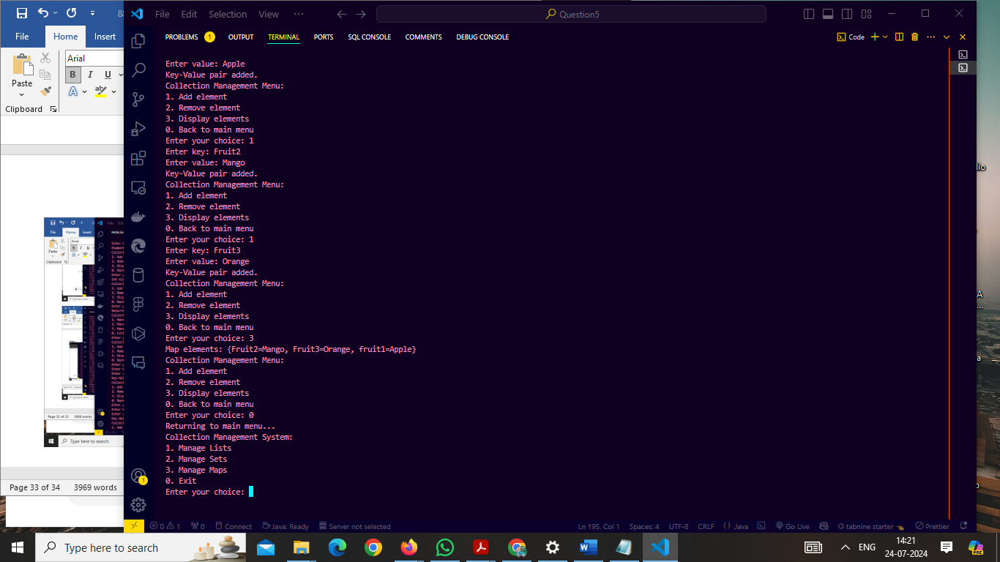 File Edit Selection View ··· Question5
File Home Insert
PROBLEMS 1 OUTPUT TERMINAL PORTS SQL CONSOLE COMMENTS DEBUG CONSOLE Code
Arial
Paste B I U
Clipboard
Enter value: Apple
Key-Value pair added.
Collection Management Menu:
1. Add element
2. Remove element
3. Display elements
0. Back to main menu
Enter your choice: 1
Enter key: Fruit2
Enter value: Mango
Key-Value pair added.
Collection Management Menu:
1. Add element
2. Remove element
3. Display elements
0. Back to main menu
Enter your choice: 1
Enter key: Fruit3
Enter value: Orange
Key-Value pair added.
Collection Management Menu:
1. Add element
2. Remove element
3. Display elements
0. Back to main menu
Enter your choice: 3
Map elements: {Fruit2=Mango, Fruit3=Orange, fruit1=Apple}
Collection Management Menu:
1. Add element
2. Remove element
3. Display elements
0. Back to main menu
Enter your choice: 0
Returning to main menu...
Collection Management System:
1. Manage Lists
2. Manage Sets
3. Manage Maps
0. Exit
Enter your choice:
Page 33 of 34 3969 words
0 1 0 Connect Java: Ready Server not selected Ln 195, Col 1 Spaces: 4 UTF-8 CRLF {} Java Go Live tabnine starter Prettier
Type here to search ENG 14:21
24-07-2024